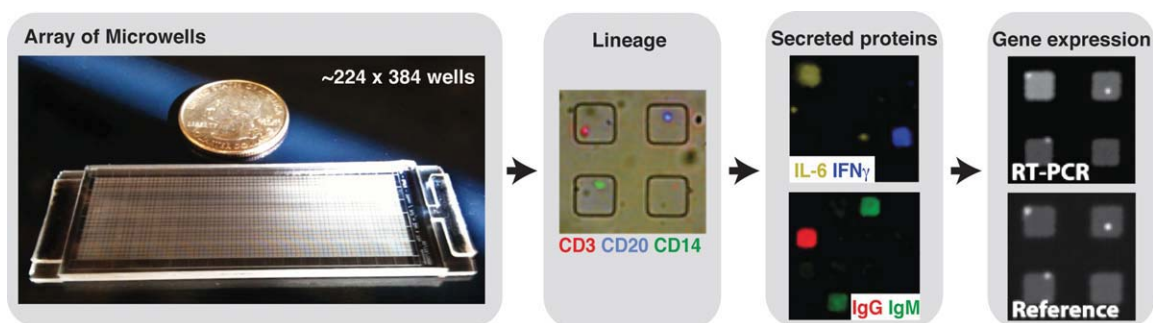 Array of Microwells
~224 x 384 wells
Lineage
CD3 CD20 CD14
Secreted proteins
IL-6 IFNγ
IgG IgM
Gene expression
RT-PCR
Reference